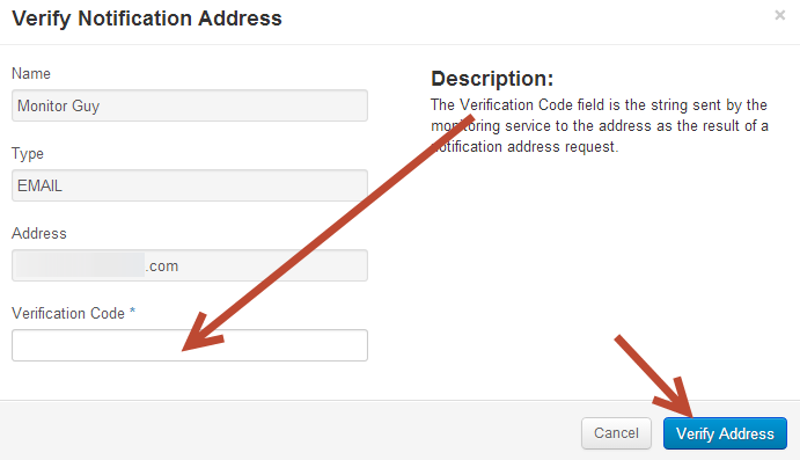 Verify Notification Address
×
Name
Monitor Guy
Type
EMAIL
Address
.com
Verification Code *
Description:
The Verification Code field is the string sent by the
monitoring service to the address as the result of a
notification address request.
Cancel
Verify Address